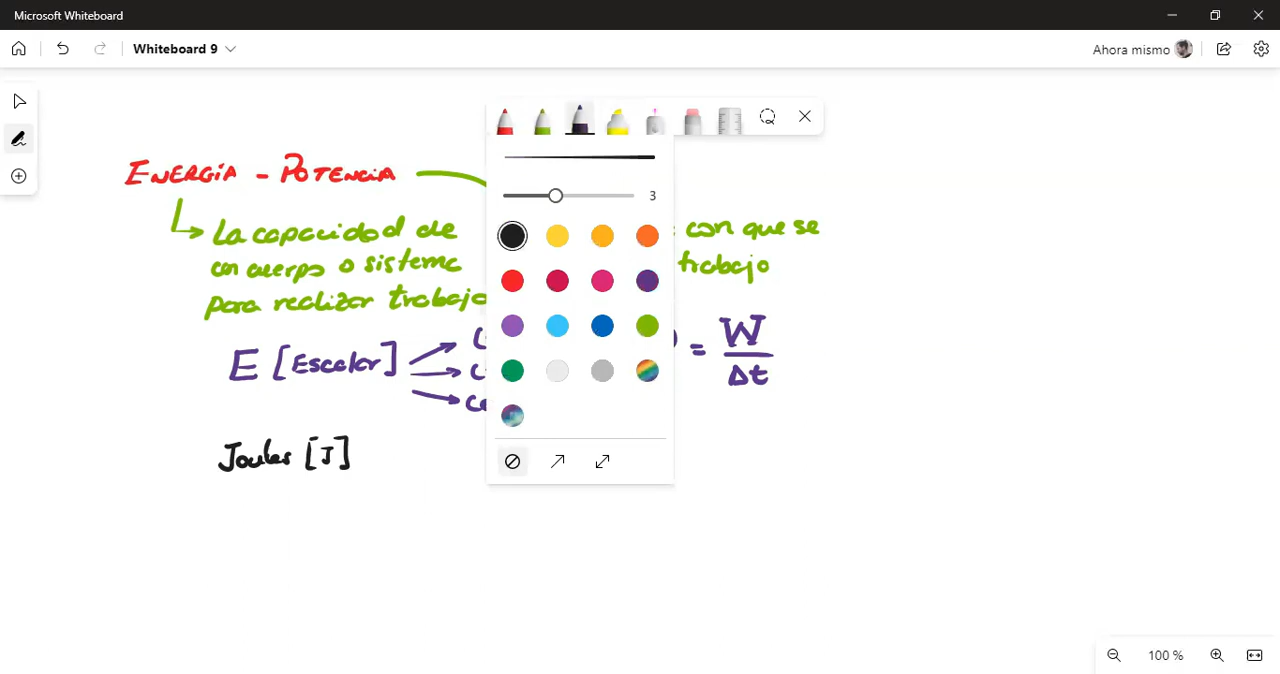 Microsoft Whiteboard
Whiteboard 9
Ahora mismo
ENERGÍA - POTENCIA
3
La capacidad de
con que se
un cuerpo o sistema
trabajo
para realizar trabajo
E [Escalar]
= W
Δt
Joules [J]
100 %